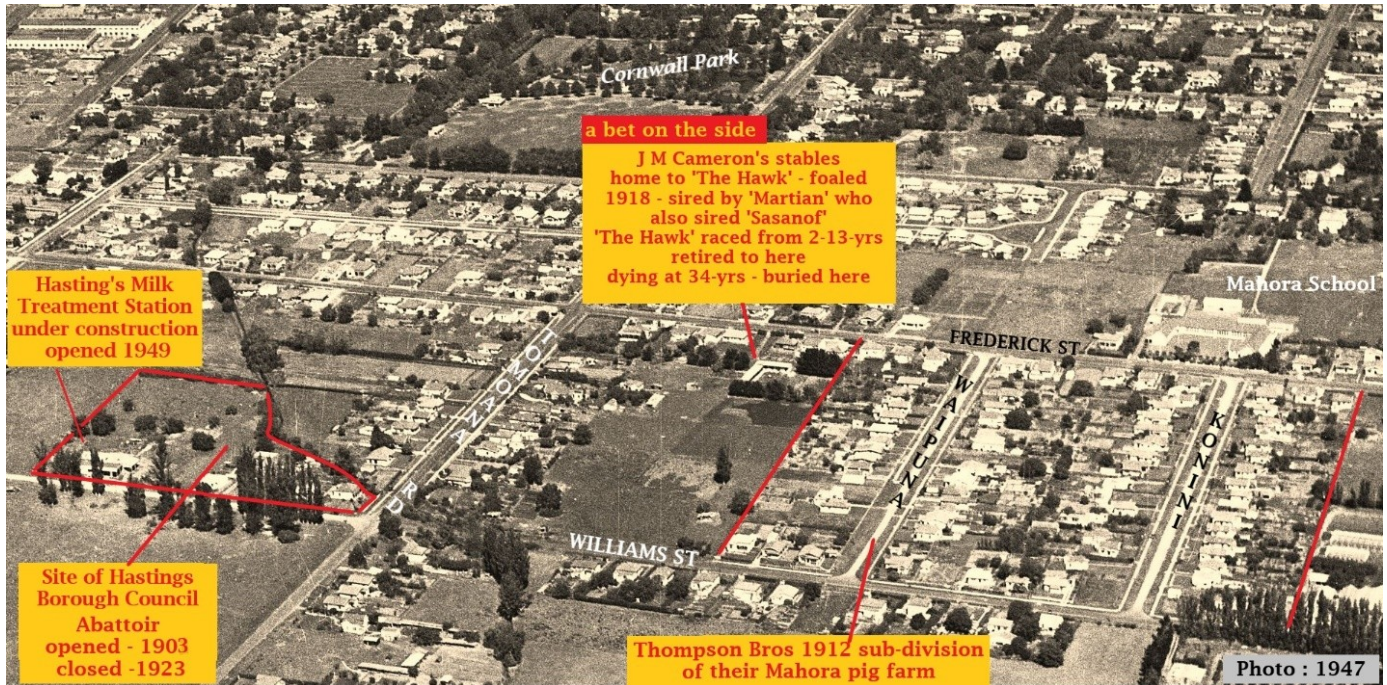 Cornwall Park
a bet on the side
J M Cameron's stables
home to 'The Hawk' - foaled
1918 - sired by 'Martian' who
also sired 'Sasanof'
'The Hawk' raced from 2-13-yrs
retired to here
dying at 34-yrs - buried here
Hasting's Milk
Treatment Station
under construction
opened 1949
Mahora School
FREDERICK ST
TOMOANA RD
WAIPUNA
KONINI
WILLIAMS ST
Site of Hastings
Borough Council
Abattoir
opened - 1903
closed -1923
Thompson Bros 1912 sub-division
of their Mahora pig farm
Photo : 1947